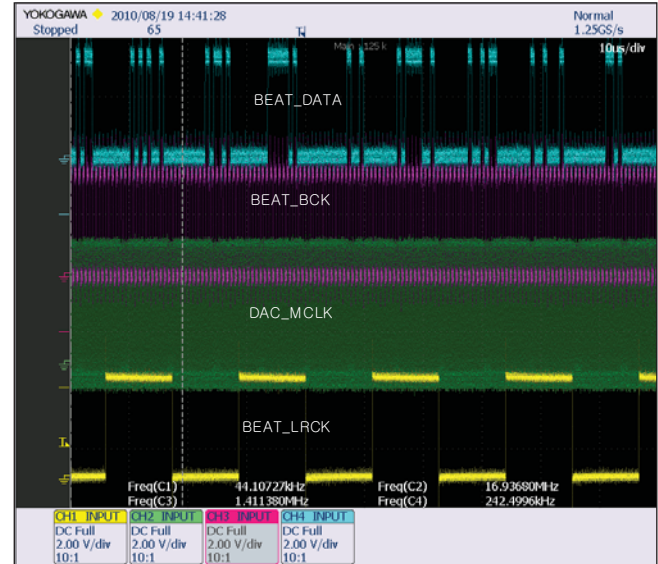 YOKOGAWA 2010/08/19 14:41:28 Normal
Stopped 65 1.25GS/s
Main : 125 k 10us/div
BEAT_DATA
BEAT_BCK
DAC_MCLK
BEAT_LRCK
Freq(C1) 44.10727kHz Freq(C2) 16.93680MHz
Freq(C3) 1.411380MHz Freq(C4) 242.4996kHz
CH1 INPUT CH2 INPUT CH3 INPUT CH4 INPUT
DC Full DC Full DC Full DC Full
2.00 V/div 2.00 V/div 2.00 V/div 2.00 V/div
10:1 10:1 10:1 10:1